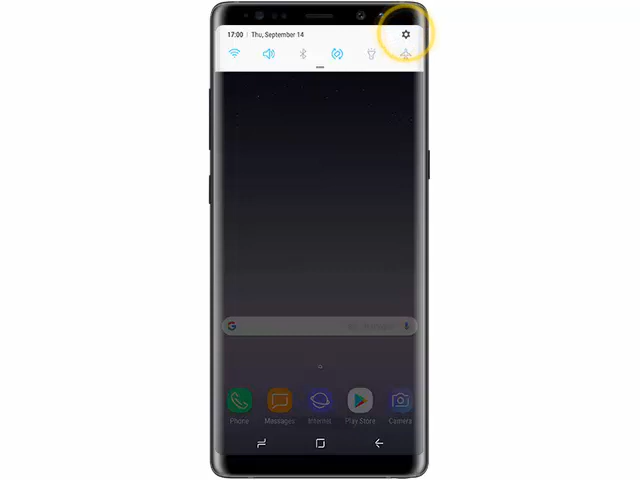 17:00 | Thu, September 14
Phone Messages Internet Play Store Camera